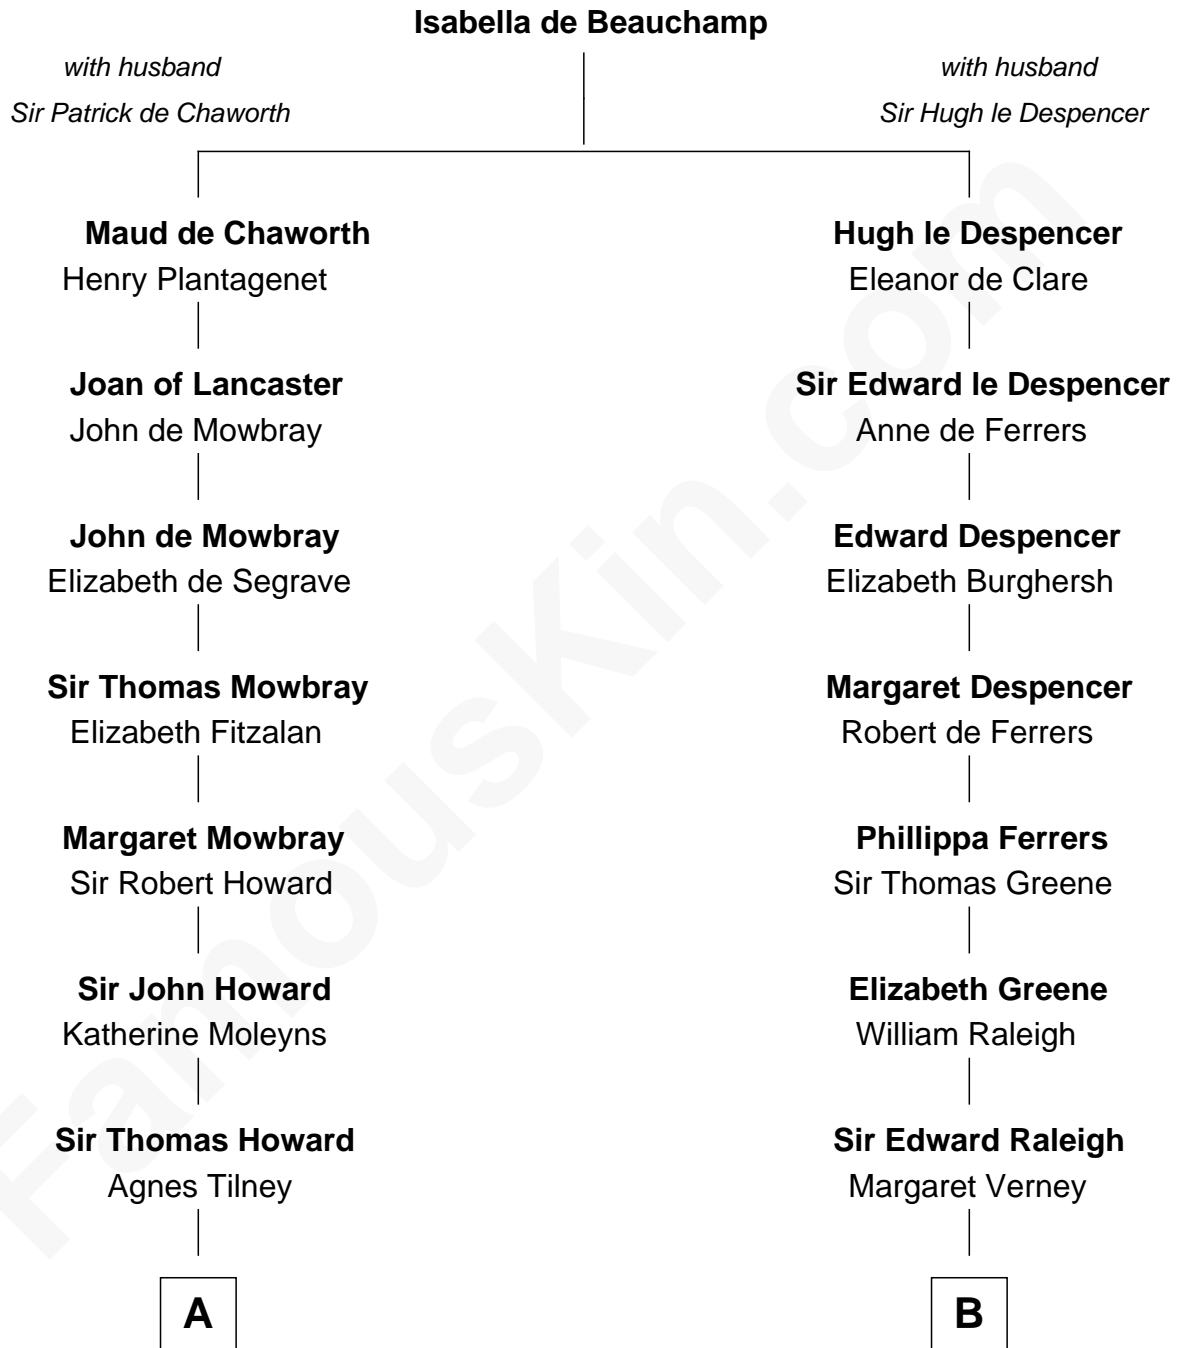 Isabella de Beauchamp
with husband
Sir Patrick de Chaworth
with husband
Sir Hugh le Despencer
Maud de Chaworth
Henry Plantagenet
Hugh le Despencer
Eleanor de Clare
Joan of Lancaster
John de Mowbray
Sir Edward le Despencer
Anne de Ferrers
John de Mowbray
Elizabeth de Segrave
Edward Despencer
Elizabeth Burghersh
Sir Thomas Mowbray
Elizabeth Fitzalan
Margaret Despencer
Robert de Ferrers
Margaret Mowbray
Sir Robert Howard
Phillippa Ferrers
Sir Thomas Greene
Sir John Howard
Katherine Moleyns
Elizabeth Greene
William Raleigh
Sir Thomas Howard
Agnes Tilney
Sir Edward Raleigh
Margaret Verney
A
B
FamousKin.com